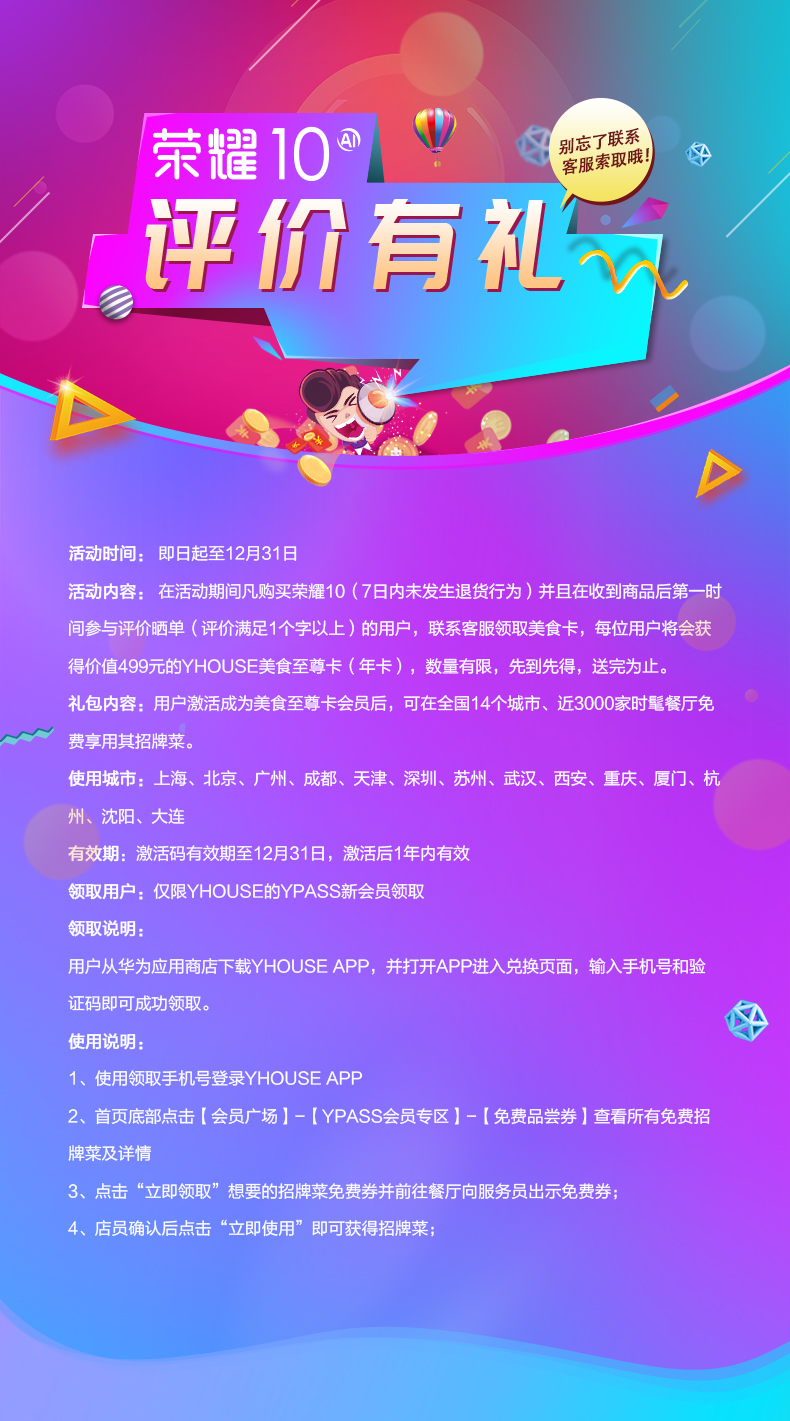 荣耀10 AI
别忘了联系
客服索取哦!
评价有礼
活动时间： 即日起至12月31日
活动内容： 在活动期间凡购买荣耀10（7日内未发生退货行为）并且在收到商品后第一时
间参与评价晒单（评价满足1个字以上）的用户，联系客服领取美食卡，每位用户将会获
得价值499元的YHOUSE美食至尊卡（年卡），数量有限，先到先得，送完为止。
礼包内容：用户激活成为美食至尊卡会员后，可在全国14个城市、近3000家时髦餐厅免
费享用其招牌菜。
使用城市：上海、北京、广州、成都、天津、深圳、苏州、武汉、西安、重庆、厦门、杭
州、沈阳、大连
有效期：激活码有效期至12月31日，激活后1年内有效
领取用户：仅限YHOUSE的YPASS新会员领取
领取说明：
用户从华为应用商店下载YHOUSE APP，并打开APP进入兑换页面，输入手机号和验
证码即可成功领取。
使用说明：
1、使用领取手机号登录YHOUSE APP
2、首页底部点击【会员广场】-【YPASS会员专区】-【免费品尝券】查看所有免费招
牌菜及详情
3、点击“立即领取”想要的招牌菜免费券并前往餐厅向服务员出示免费券；
4、店员确认后点击“立即使用”即可获得招牌菜；